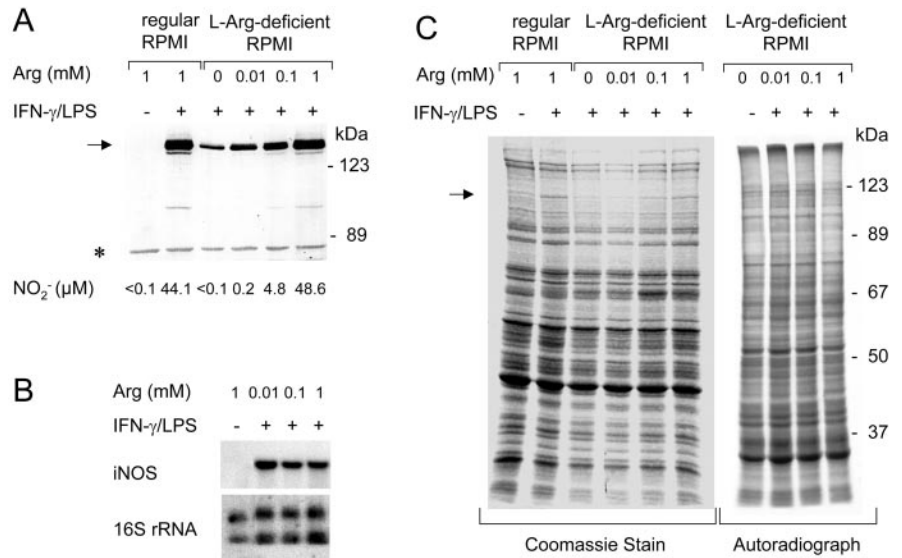 A
regular RPMI
L-Arg-deficient RPMI
Arg (mM) 1 1 0 0.01 0.1 1
IFN-γ/LPS - + + + + +
kDa
- 123
- 89
*
NO₂⁻ (µM) <0.1 44.1 <0.1 0.2 4.8 48.6
B
Arg (mM) 1 0.01 0.1 1
IFN-γ/LPS - + + +
iNOS
16S rRNA
C
regular RPMI
L-Arg-deficient RPMI
L-Arg-deficient RPMI
Arg (mM) 1 1 0 0.01 0.1 1 0 0.01 0.1 1
IFN-γ/LPS - + + + + + - + + +
kDa
- 123
- 89
- 67
- 50
- 37
Coomassie Stain
Autoradiograph